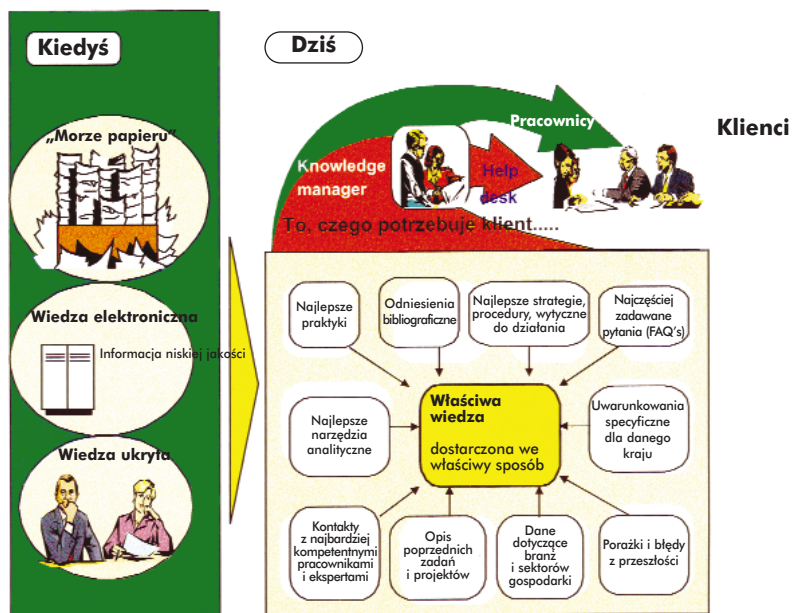 Kiedyś
„Morze papieru”
Wiedza elektroniczna
Informacja niskiej jakości
Wiedza ukryta
Dziś
Pracownicy
Klienci
Knowledge
manager
Help
desk
To, czego potrzebuje klient.....
Najlepsze
praktyki
Odniesienia
bibliograficzne
Najlepsze strategie,
procedury, wytyczne
do działania
Najczęściej
zadawane
pytania (FAQ’s)
Najlepsze
narzędzia
analityczne
Właściwa
wiedza
dostarczona we
właściwy sposób
Uwarunkowania
specyficzne
dla danego
kraju
Kontakty
z najbardziej
kompetentnymi
pracownikami
i ekspertami
Opis
poprzednich
zadań
i projektów
Dane
dotyczące
branż
i sektorów
gospodarki
Porażki i błędy
z przeszłości